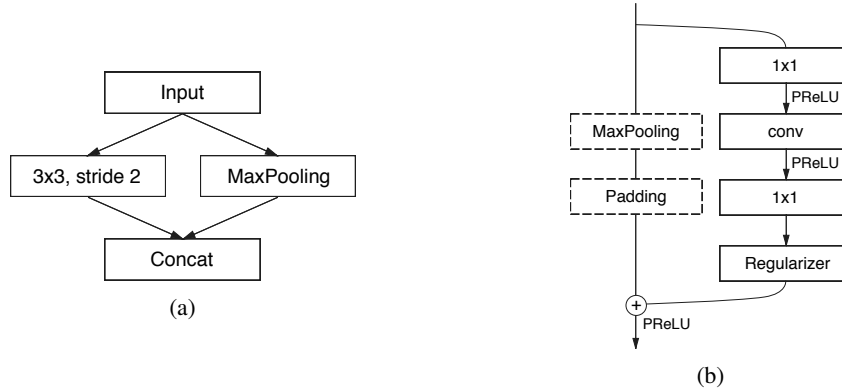 Input
3x3, stride 2
MaxPooling
Concat
(a)
1x1
PReLU
MaxPooling
conv
PReLU
Padding
1x1
Regularizer
+
PReLU
(b)